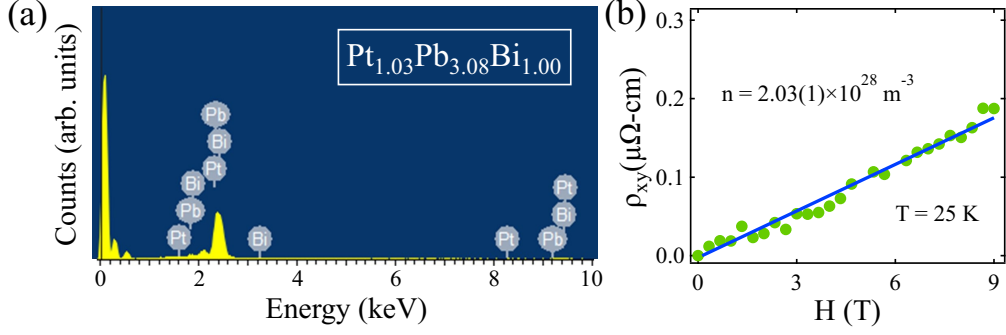 (a)
Pt1.03Pb3.08Bi1.00
Counts (arb. units)
Pb
Bi
Pt
Bi
Pb
Pt
Bi
Pt
Pt
Bi
Pb
0 2 4 6 8 10
Energy (keV)
(b)
ρxy(μΩ-cm)
0.3
0.2
0.1
0.0
n = 2.03(1)×10^28 m^-3
T = 25 K
0 3 6 9
H (T)